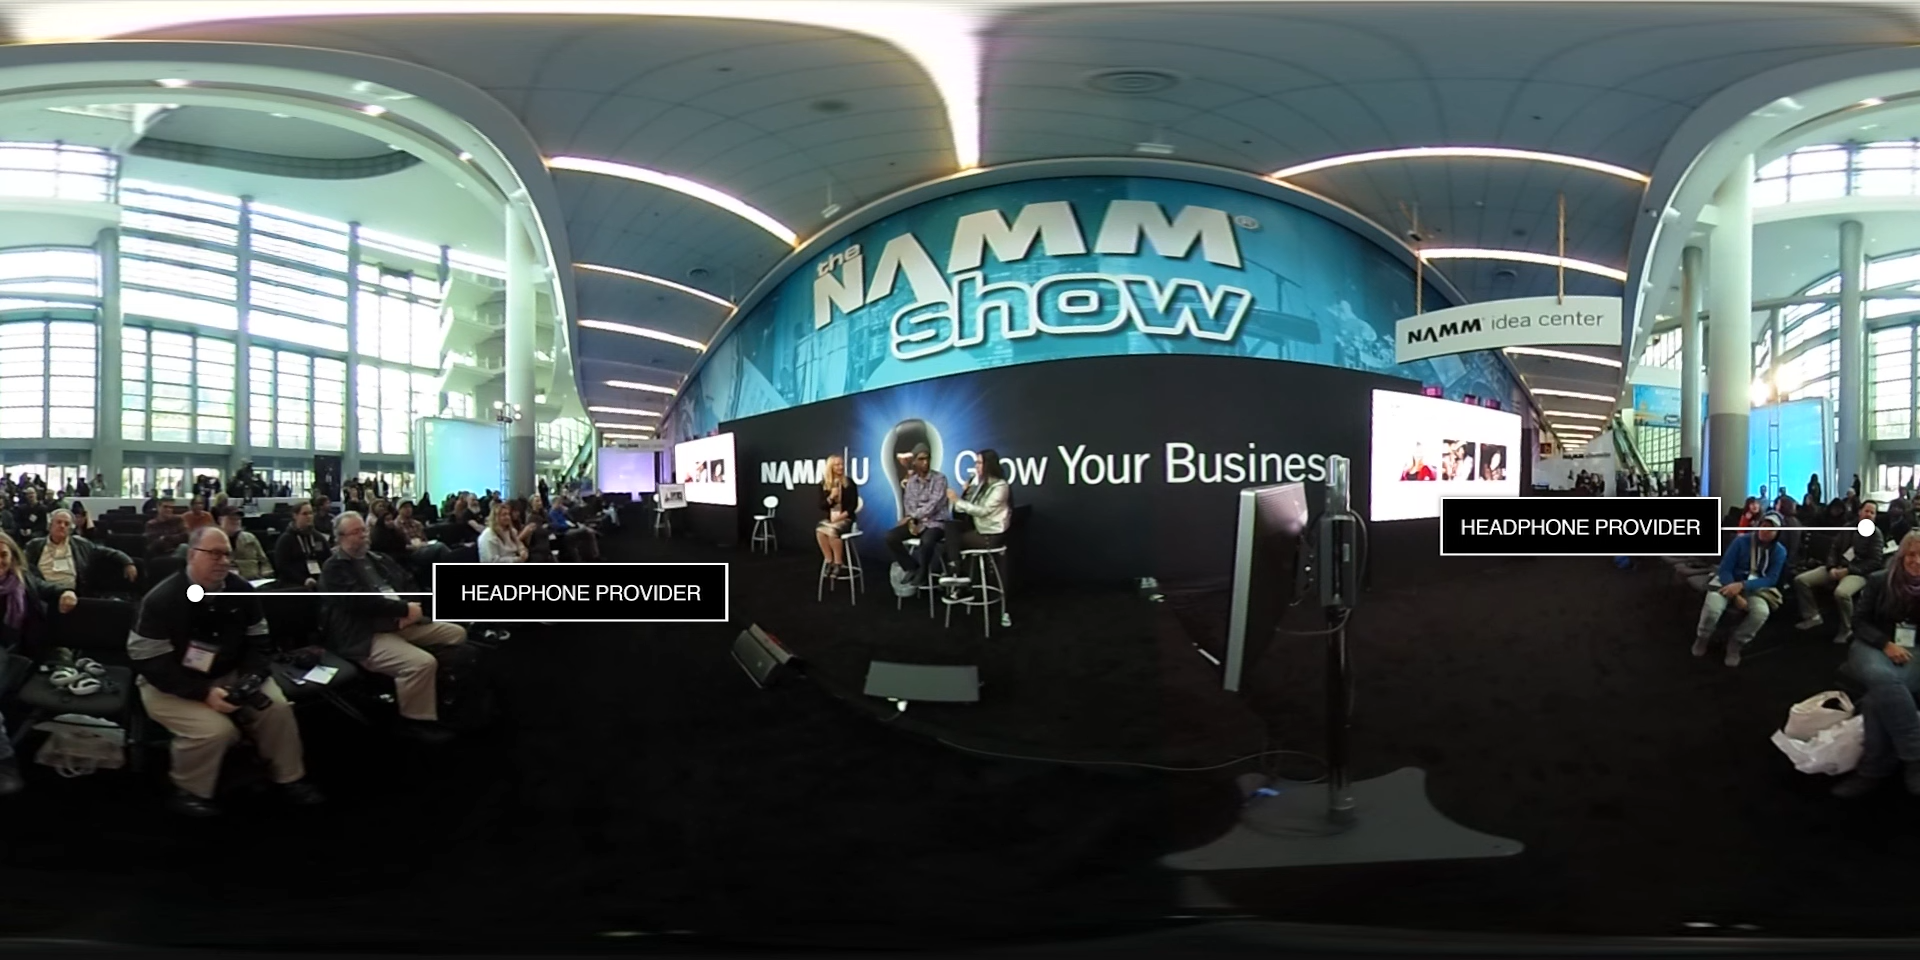 the
NAMM®
show
NAMM idea center
NAMM U
Grow Your Business
HEADPHONE PROVIDER
HEADPHONE PROVIDER